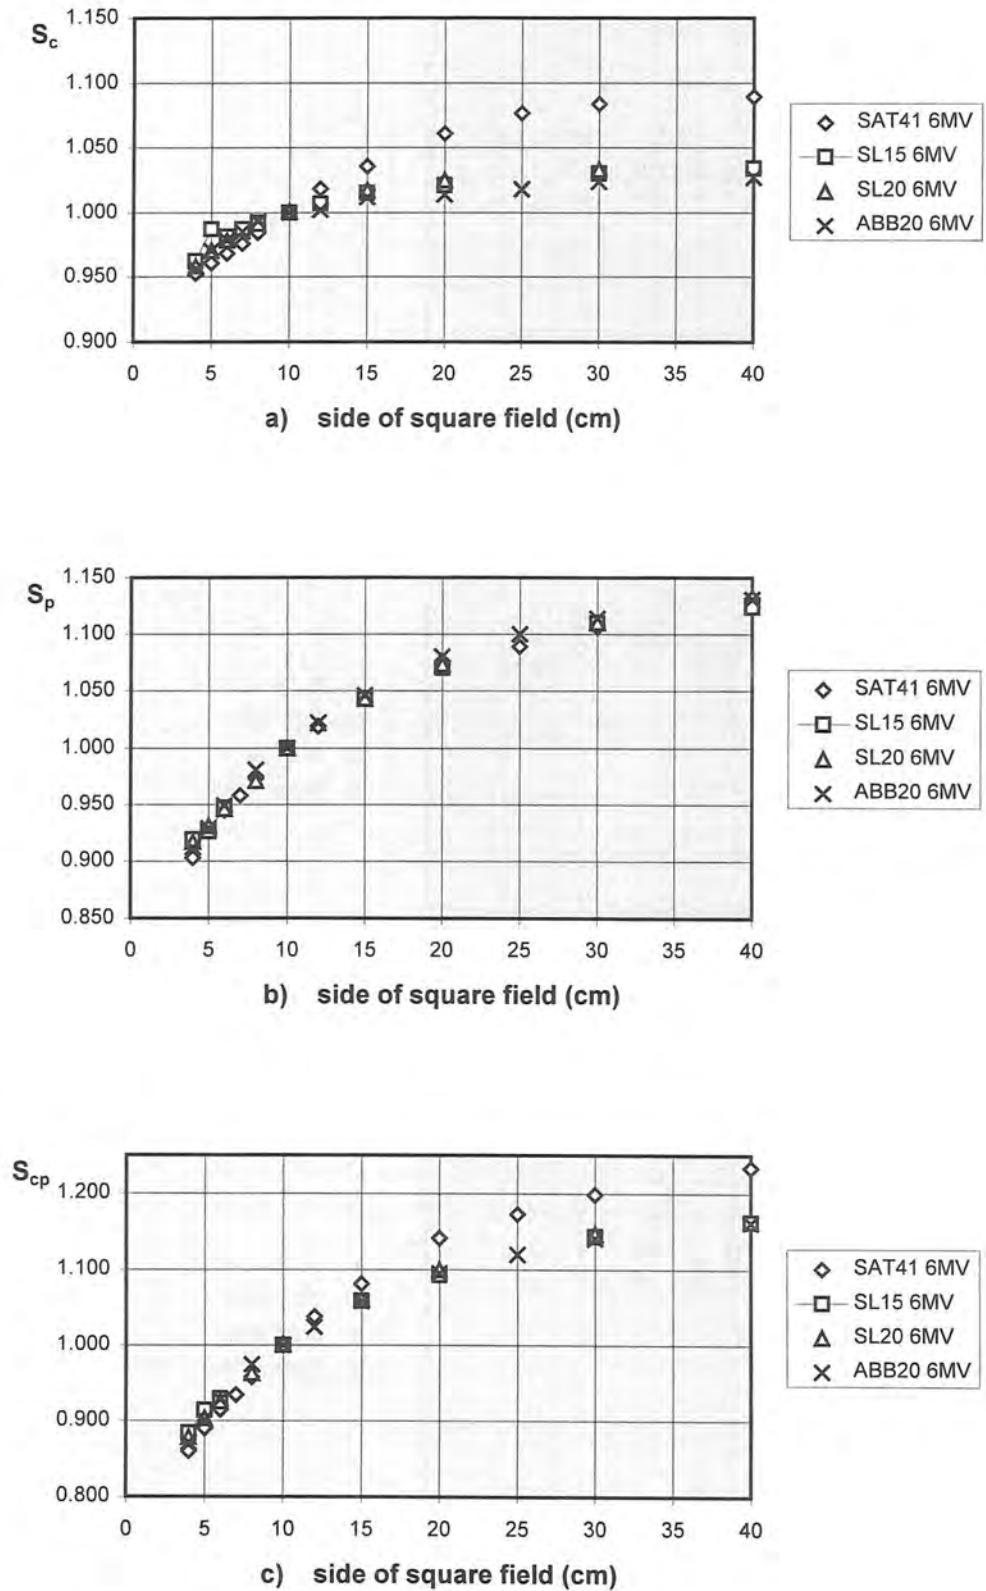 1.150
S_c
1.100
1.050
1.000
0.950
0.900
0 5 10 15 20 25 30 35 40
a) side of square field (cm)
SAT41 6MV
SL15 6MV
SL20 6MV
ABB20 6MV
1.150
S_p
1.100
1.050
1.000
0.950
0.900
0.850
0 5 10 15 20 25 30 35 40
b) side of square field (cm)
SAT41 6MV
SL15 6MV
SL20 6MV
ABB20 6MV
S_cp
1.200
1.100
1.000
0.900
0.800
0 5 10 15 20 25 30 35 40
c) side of square field (cm)
SAT41 6MV
SL15 6MV
SL20 6MV
ABB20 6MV